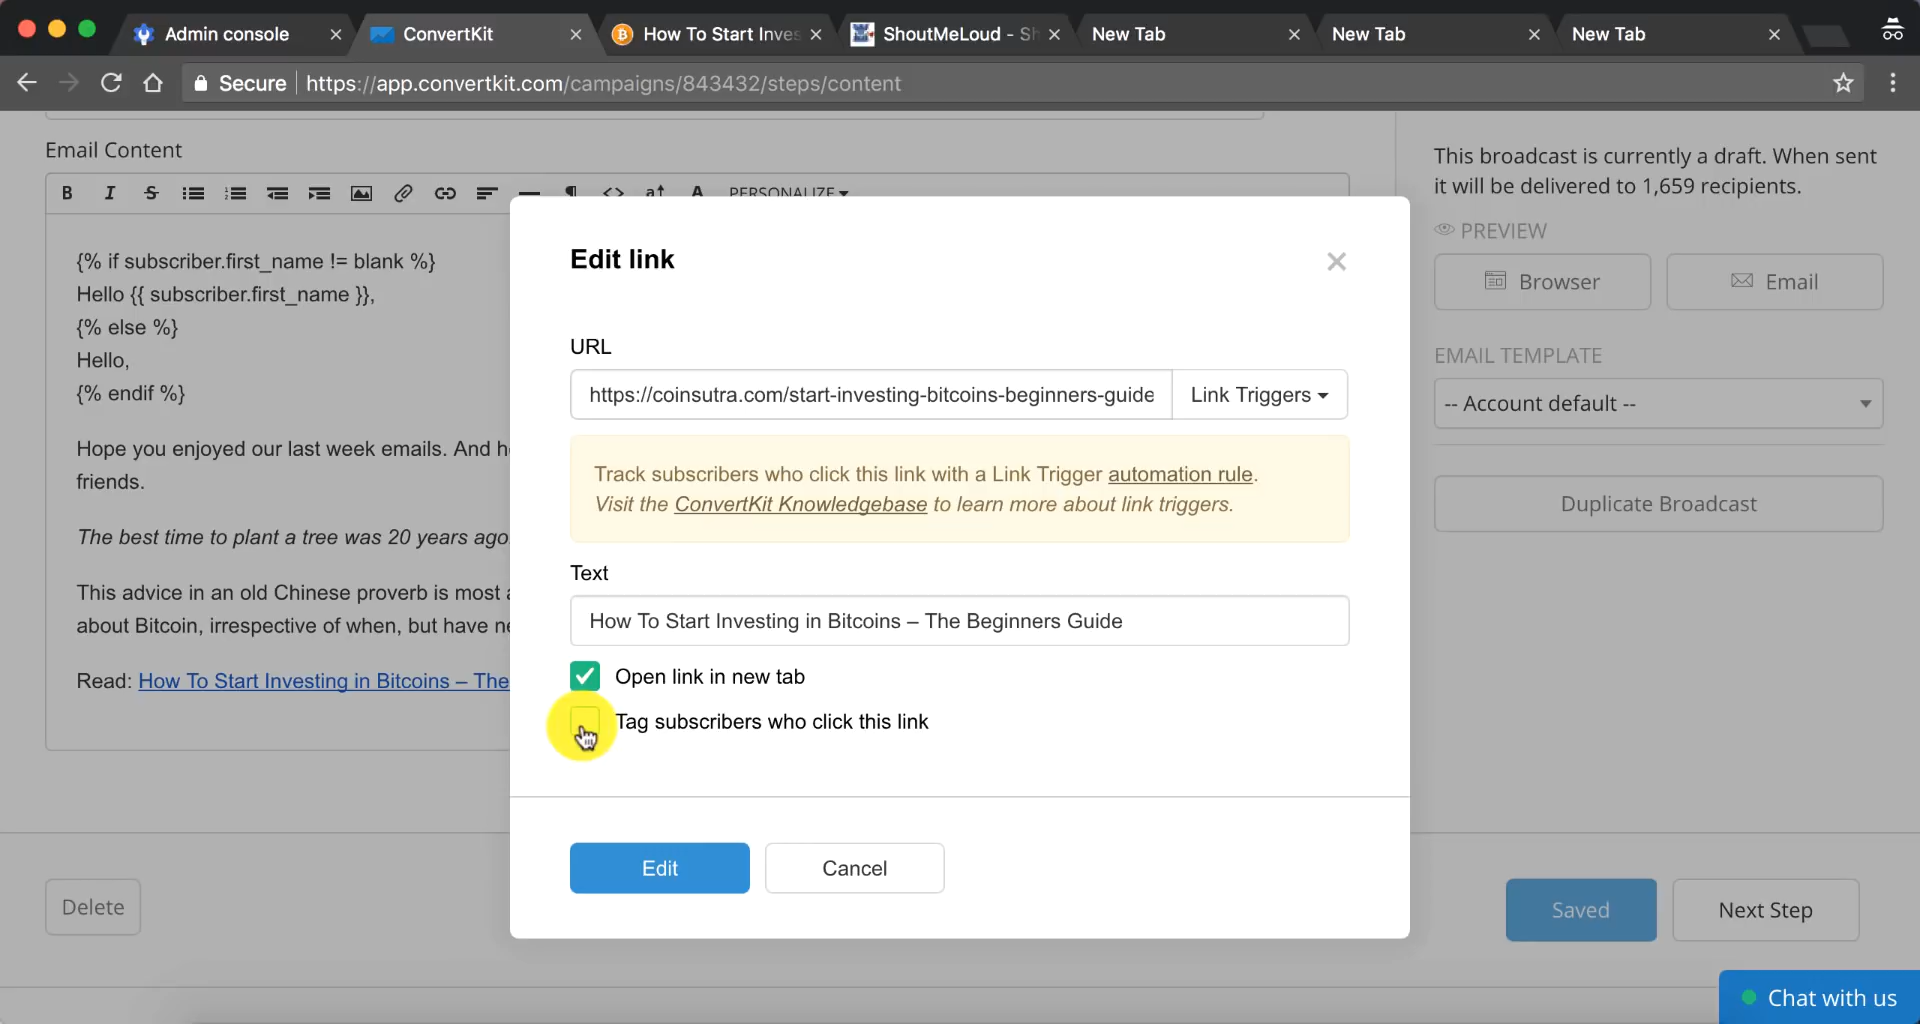 Admin console
ConvertKit
How To Start Inves
ShoutMeLoud - Sh
New Tab
New Tab
New Tab
Secure
https://app.convertkit.com/campaigns/843432/steps/content
Email Content
B I S PERSONALIZE
{% if subscriber.first_name != blank %}
Hello {{ subscriber.first_name }},
{% else %}
Hello,
{% endif %}
Hope you enjoyed our last week emails. And
friends.
The best time to plant a tree was 20 years ago
This advice in an old Chinese proverb is most
about Bitcoin, irrespective of when, but have
Read: How To Start Investing in Bitcoins – The
Delete
Edit link
URL
https://coinsutra.com/start-investing-bitcoins-beginners-guide
Link Triggers
Track subscribers who click this link with a Link Trigger automation rule.
Visit the ConvertKit Knowledgebase to learn more about link triggers.
Text
How To Start Investing in Bitcoins – The Beginners Guide
Open link in new tab
Tag subscribers who click this link
Edit
Cancel
This broadcast is currently a draft. When sent
it will be delivered to 1,659 recipients.
PREVIEW
Browser
Email
EMAIL TEMPLATE
-- Account default --
Duplicate Broadcast
Saved
Next Step
Chat with us